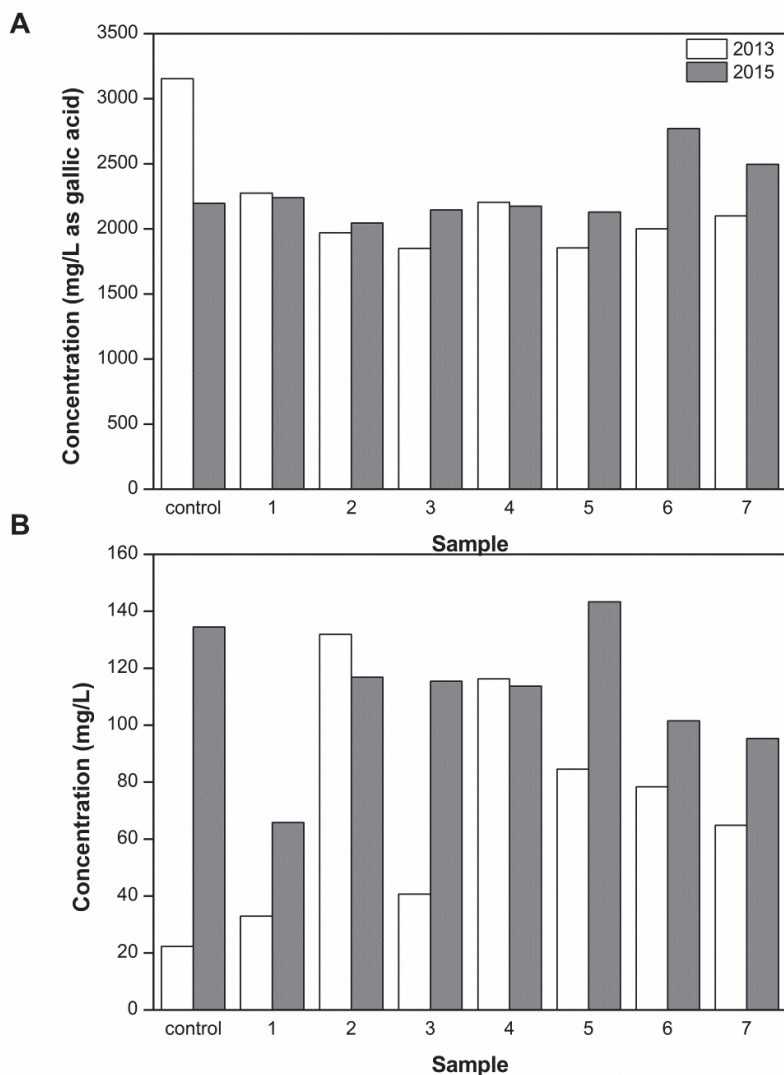 A
Concentration (mg/L as gallic acid)
3500
3000
2500
2000
1500
1000
500
0
2013
2015
control 1 2 3 4 5 6 7
Sample
B
Concentration (mg/L)
160
140
120
100
80
60
40
20
0
control 1 2 3 4 5 6 7
Sample